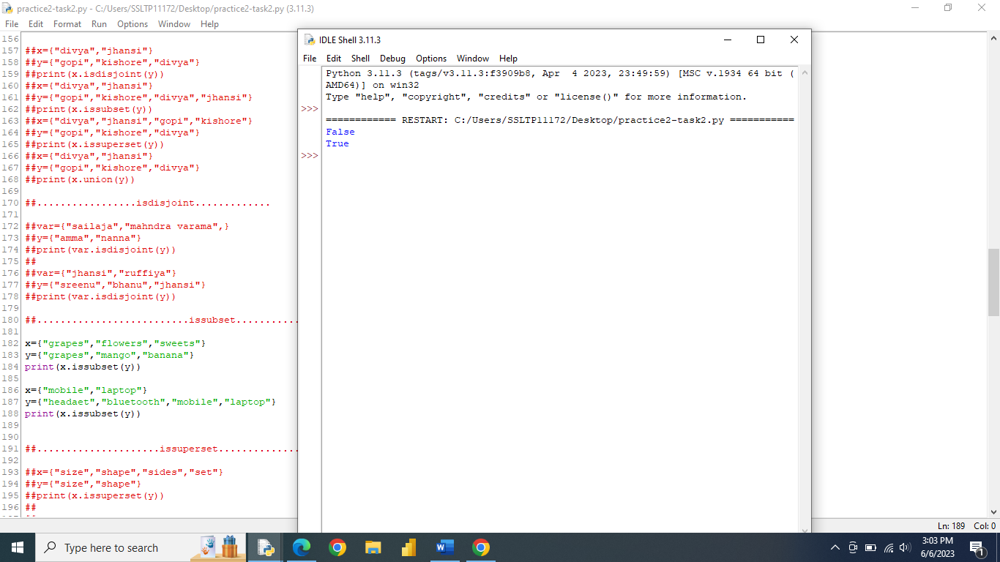 practice2-task2.py - C:/Users/SSLTP11172/Desktop/practice2-task2.py (3.11.3)
File Edit Format Run Options Window Help
156
157 ##x={"divya","jhansi"}
158 ##y={"gopi","kishore","divya"}
159 ##print(x.isdisjoint(y))
160 ##x={"divya","jhansi"}
161 ##y={"gopi","kishore","divya","jhansi"}
162 ##print(x.issubset(y))
163 ##x={"divya","jhansi","gopi","kishore"}
164 ##y={"gopi","kishore","divya"}
165 ##print(x.issuperset(y))
166 ##x={"divya","jhansi"}
167 ##y={"gopi","kishore","divya"}
168 ##print(x.union(y))
169
170 ##.................isdisjoint.............
171
172 ##var={"sailaja","mahndra varama",}
173 ##y={"amma","nanna"}
174 ##print(var.isdisjoint(y))
175 ##
176 ##var={"jhansi","ruffiya"}
177 ##y={"sreenu","bhanu","jhansi"}
178 ##print(var.isdisjoint(y))
179
180 ##..........................issubset...........
181
182 x={"grapes","flowers","sweets"}
183 y={"grapes","mango","banana"}
184 print(x.issubset(y))
185
186 x={"mobile","laptop"}
187 y={"headaet","bluetooth","mobile","laptop"}
188 print(x.issubset(y))
189
190
191 ##.....................issuperset..............
192
193 ##x={"size","shape","sides","set"}
194 ##y={"size","shape"}
195 ##print(x.issuperset(y))
196 ##
IDLE Shell 3.11.3
File Edit Shell Debug Options Window Help
Python 3.11.3 (tags/v3.11.3:f3909b8, Apr  4 2023, 23:49:59) [MSC v.1934 64 bit (
AMD64)] on win32
Type "help", "copyright", "credits" or "license()" for more information.
>>>
============ RESTART: C:/Users/SSLTP11172/Desktop/practice2-task2.py ===========
False
True
>>>
Ln: 189 Col: 0
Type here to search
3:03 PM
6/6/2023
1